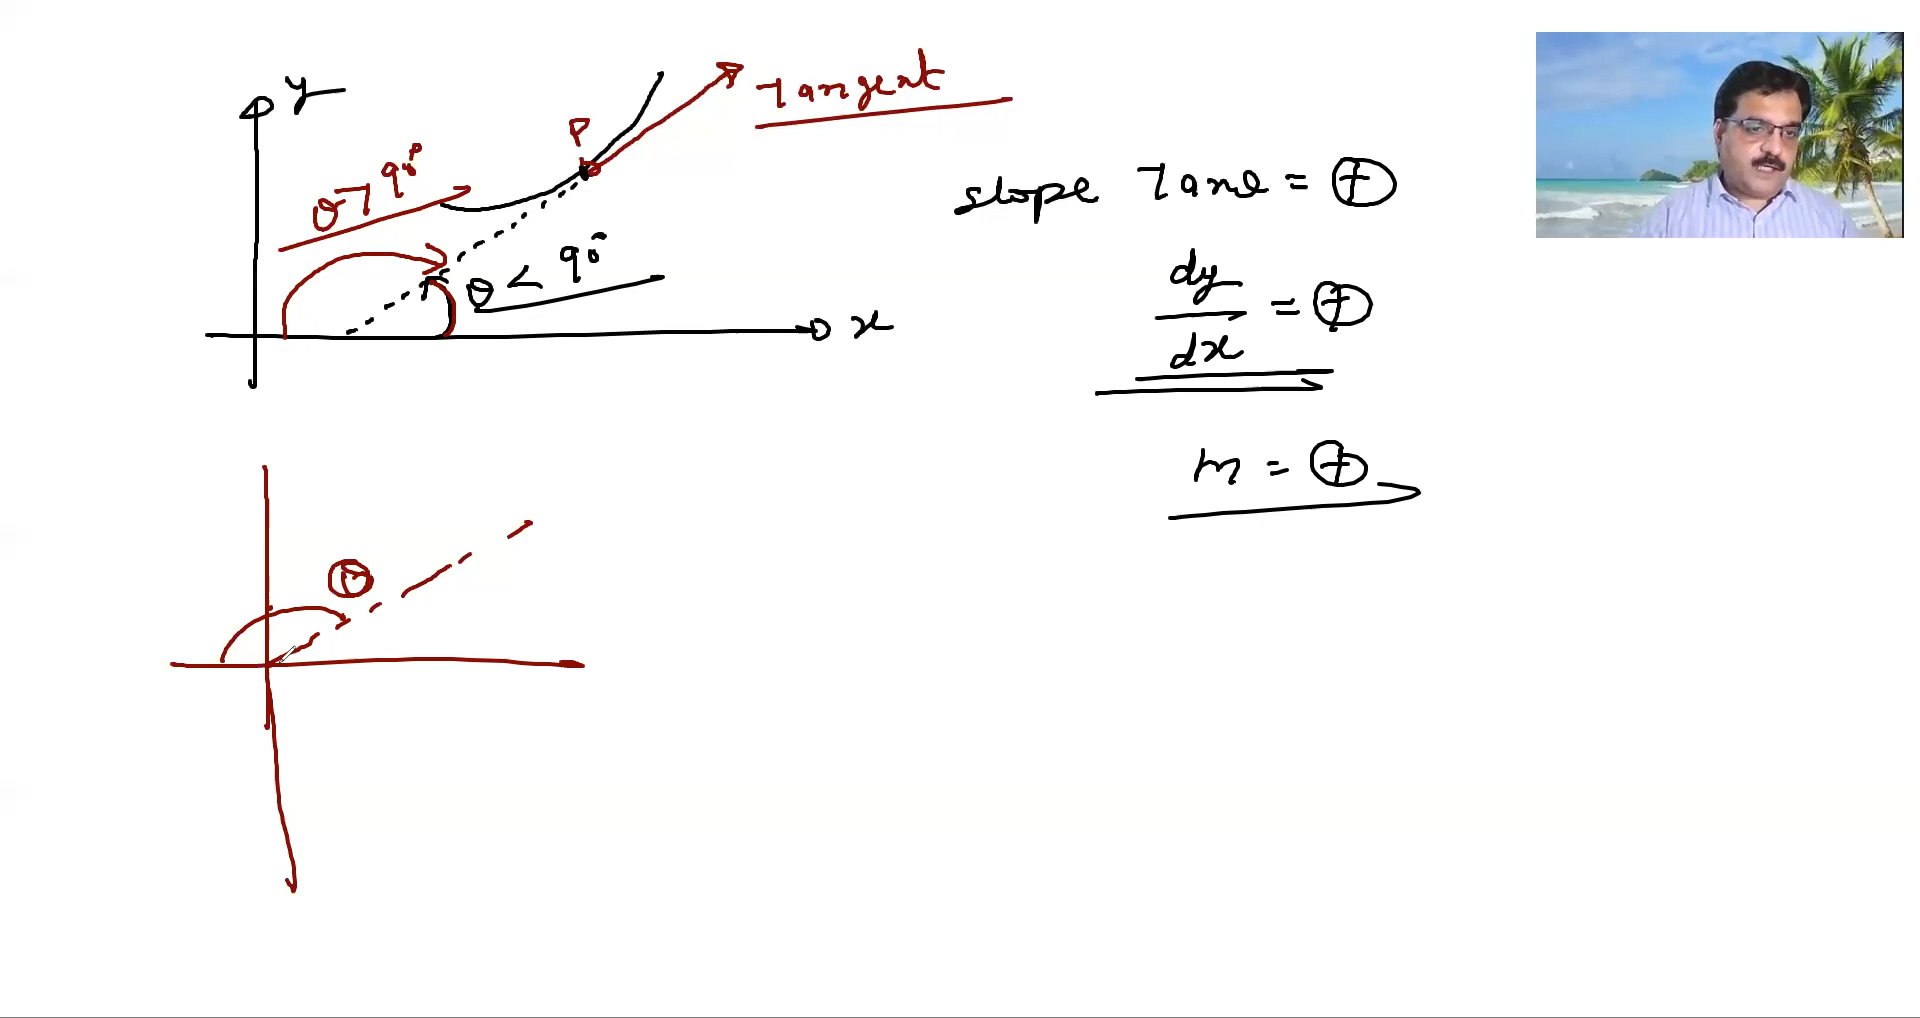 y
Tangent
P
θ > 90°
slope Tanθ = +
θ < 90°
x
dy/dx = +
m = +
θ